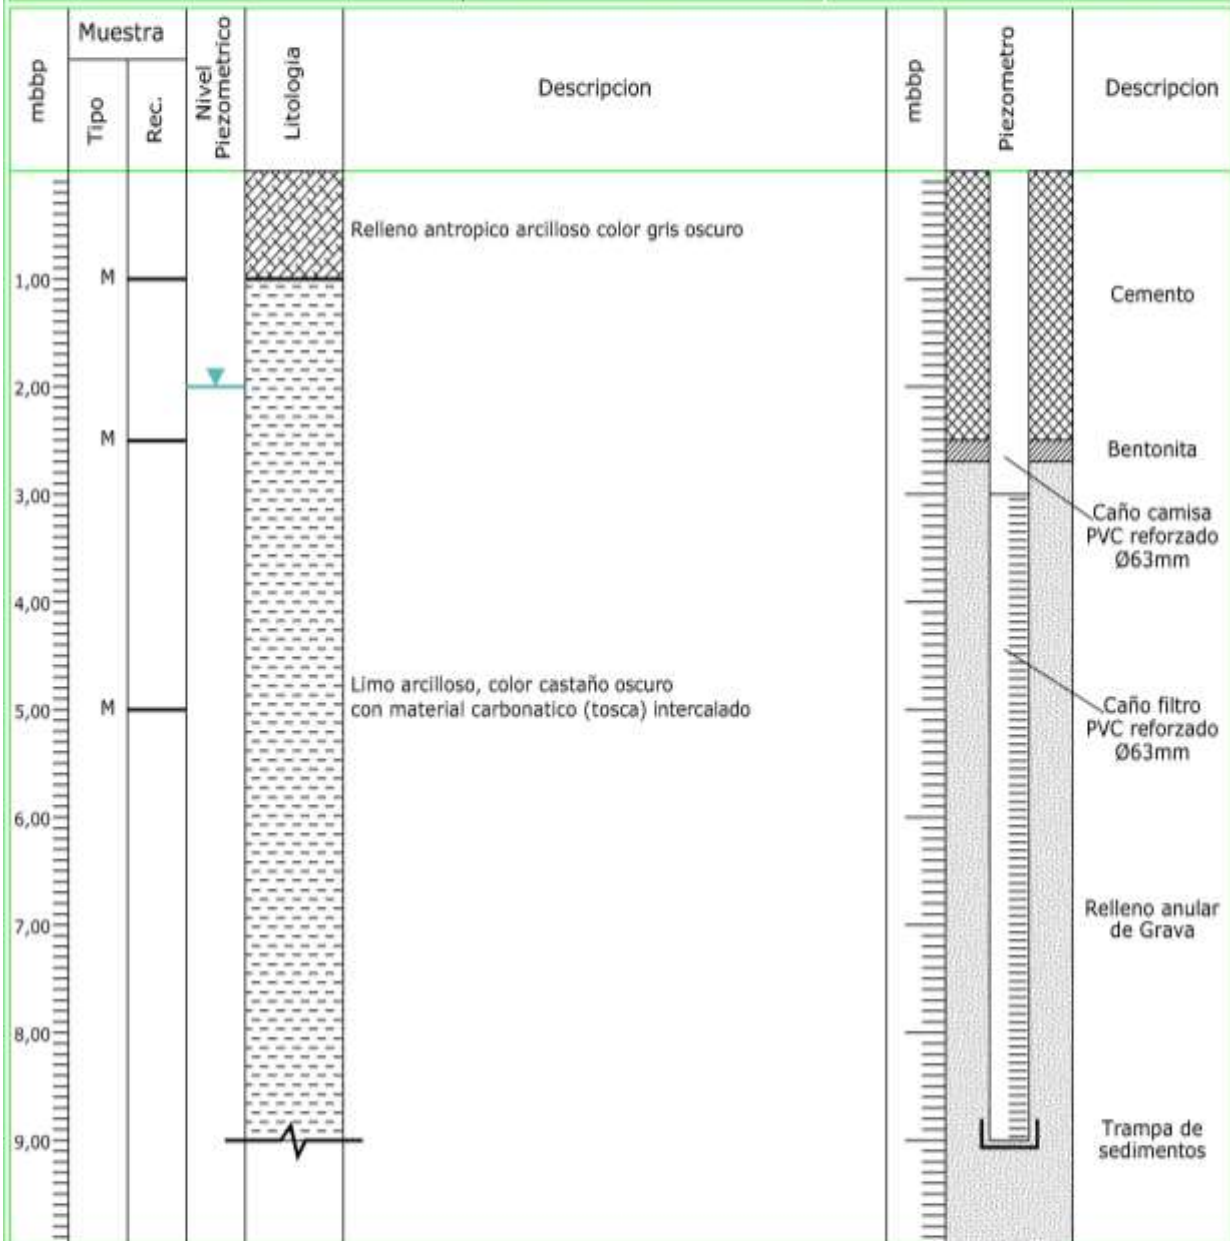 mbbp
Muestra
Tipo
Rec.
Nivel
Piezometrico
Litologia
Descripcion
mbbp
Piezometro
Descripcion
Relleno antropico arcilloso color gris oscuro
1,00
M
Cemento
2,00
M
Bentonita
3,00
Caño camisa
PVC reforzado
Ø63mm
4,00
Limo arcilloso, color castaño oscuro
con material carbonatico (tosca) intercalado
5,00
M
Caño filtro
PVC reforzado
Ø63mm
6,00
7,00
Relleno anular
de Grava
8,00
9,00
Trampa de
sedimentos